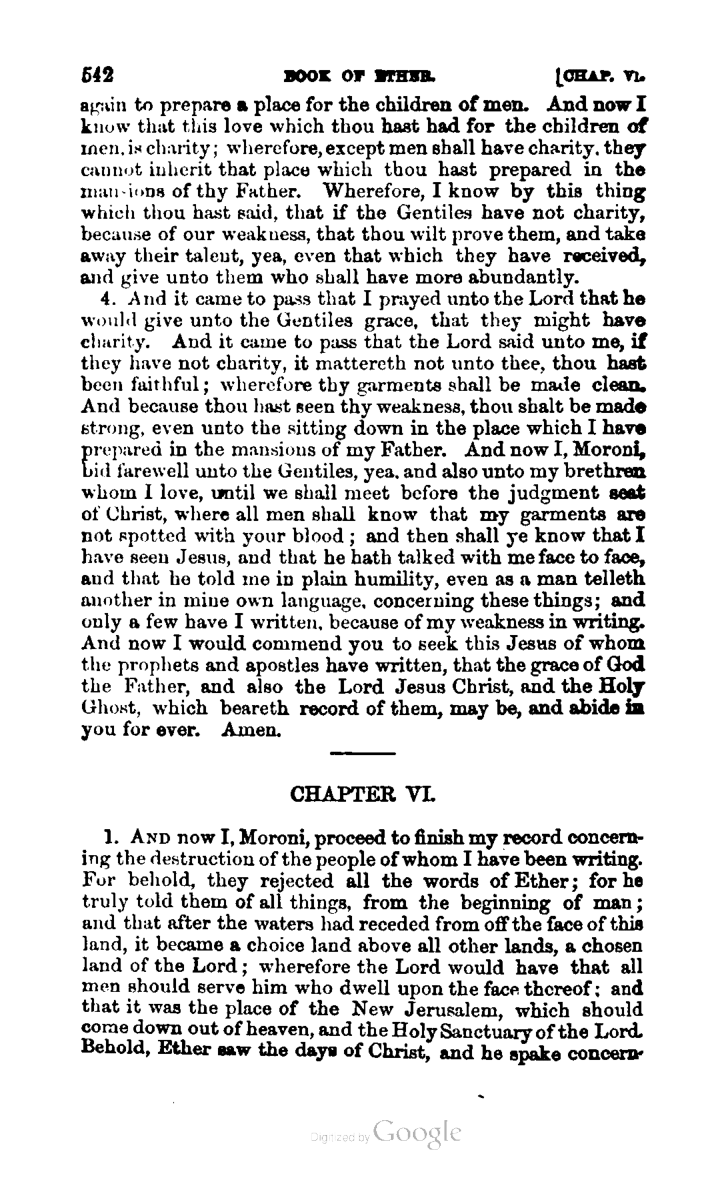 542 BOOK OF ETHER. [CHAP. VI.
again to prepare a place for the children of men. And now I
know that this love which thou hast had for the children of
men, is charity; wherefore, except men shall have charity, they
cannot inherit that place which thou hast prepared in the
mansions of thy Father. Wherefore, I know by this thing
which thou hast said, that if the Gentiles have not charity,
because of our weakness, that thou wilt prove them, and take
away their talent, yea, even that which they have received,
and give unto them who shall have more abundantly.
4. And it came to pass that I prayed unto the Lord that he
would give unto the Gentiles grace, that they might have
charity. And it came to pass that the Lord said unto me, if
they have not charity, it mattereth not unto thee, thou hast
been faithful; wherefore thy garments shall be made clean.
And because thou hast seen thy weakness, thou shalt be made
strong, even unto the sitting down in the place which I have
prepared in the mansions of my Father. And now I, Moroni,
bid farewell unto the Gentiles, yea, and also unto my brethren
whom I love, until we shall meet before the judgment seat
of Christ, where all men shall know that my garments are
not spotted with your blood; and then shall ye know that I
have seen Jesus, and that he hath talked with me face to face,
and that he told me in plain humility, even as a man telleth
another in mine own language, concerning these things; and
only a few have I written, because of my weakness in writing.
And now I would commend you to seek this Jesus of whom
the prophets and apostles have written, that the grace of God
the Father, and also the Lord Jesus Christ, and the Holy
Ghost, which beareth record of them, may be, and abide in
you for ever. Amen.
CHAPTER VI.
1. AND now I, Moroni, proceed to finish my record concern-
ing the destruction of the people of whom I have been writing.
For behold, they rejected all the words of Ether; for he
truly told them of all things, from the beginning of man;
and that after the waters had receded from off the face of this
land, it became a choice land above all other lands, a chosen
land of the Lord; wherefore the Lord would have that all
men should serve him who dwell upon the face thereof; and
that it was the place of the New Jerusalem, which should
come down out of heaven, and the Holy Sanctuary of the Lord.
Behold, Ether saw the days of Christ, and he spake concern-
Digitized by Google